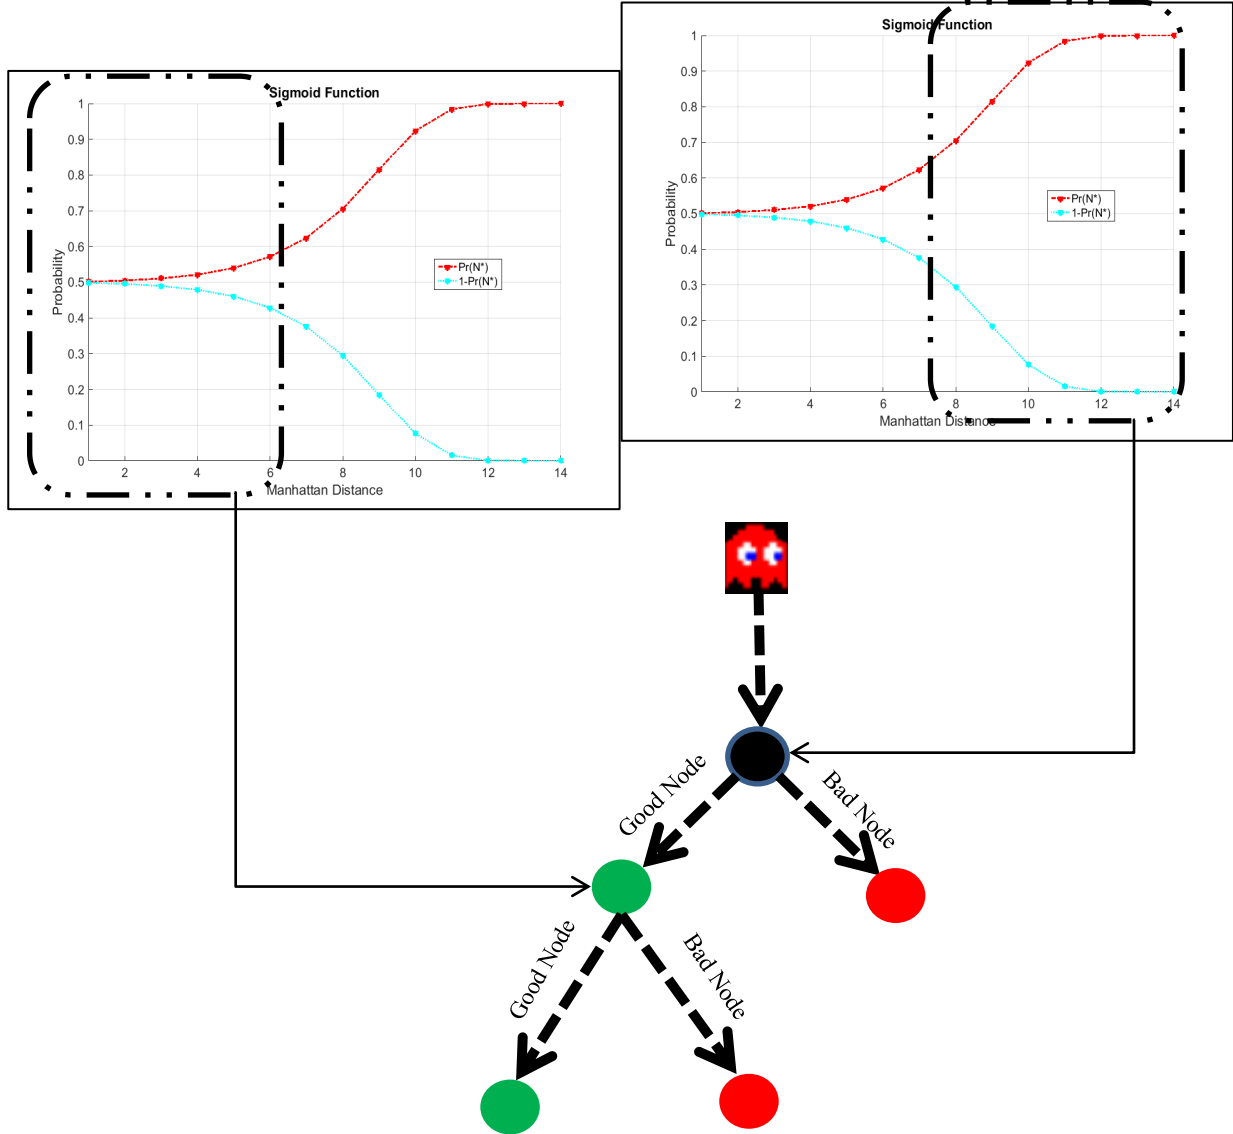 Sigmoid Function
1
0.9
0.8
0.7
0.6
0.5
0.4
0.3
0.2
0.1
0
Probability
Pr(N*)
1-Pr(N*)
2 4 6 8 10 12 14
Manhattan Distance
Sigmoid Function
1
0.9
0.8
0.7
0.6
0.5
0.4
0.3
0.2
0.1
0
Probability
Pr(N*)
1-Pr(N*)
2 4 6 8 10 12 14
Manhattan Distance
Good Node
Bad Node
Good Node
Bad Node